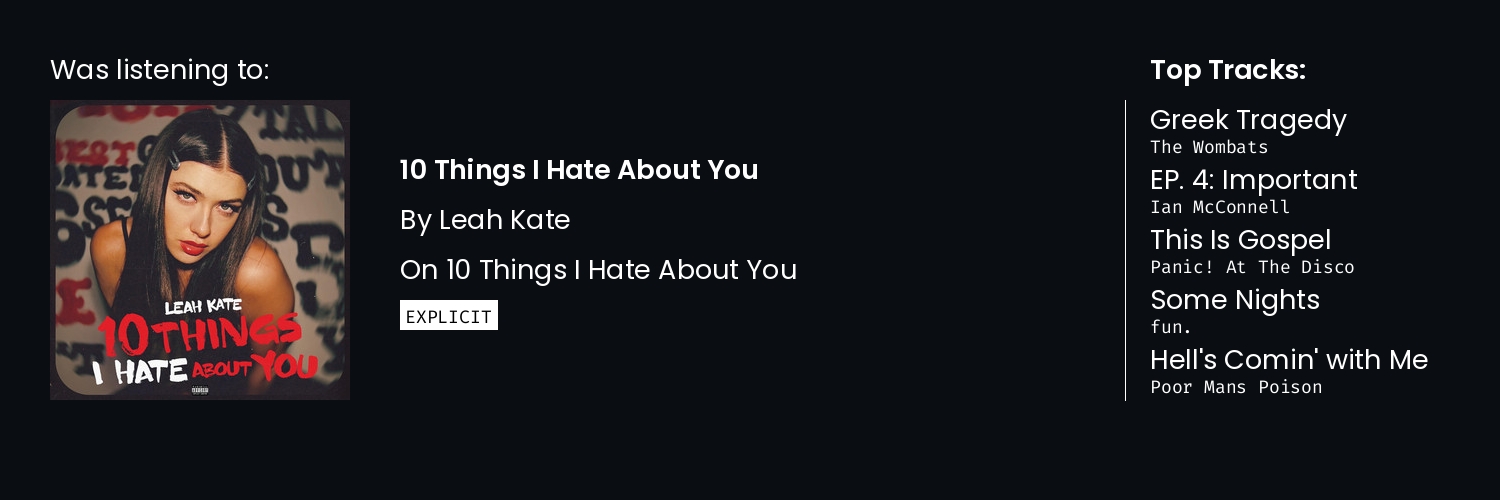 Was listening to:
LEAH KATE
10 THINGS
I HATE ABOUT YOU
10 Things I Hate About You
By Leah Kate
On 10 Things I Hate About You
EXPLICIT
Top Tracks:
Greek Tragedy
The Wombats
EP. 4: Important
Ian McConnell
This Is Gospel
Panic! At The Disco
Some Nights
fun.
Hell's Comin' with Me
Poor Mans Poison